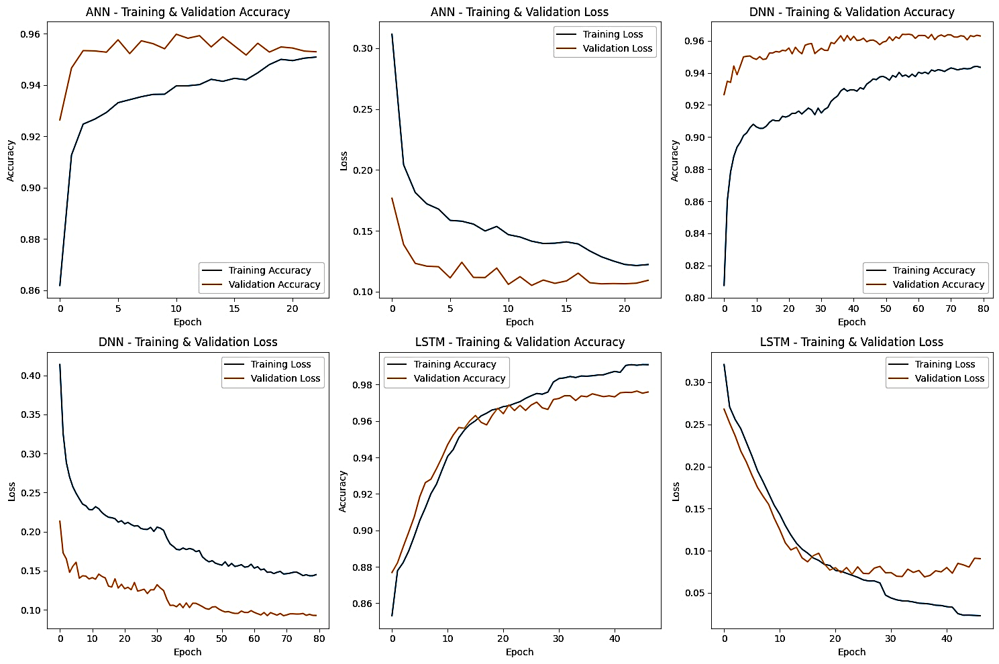 ANN - Training & Validation Accuracy
Accuracy
0.96
0.94
0.92
0.90
0.88
0.86
0 5 10 15 20
Epoch
Training Accuracy
Validation Accuracy
ANN - Training & Validation Loss
Loss
0.30
0.25
0.20
0.15
0.10
0 5 10 15 20
Epoch
Training Loss
Validation Loss
DNN - Training & Validation Accuracy
Accuracy
0.96
0.94
0.92
0.90
0.88
0.86
0.84
0.82
0.80
0 10 20 30 40 50 60 70 80
Epoch
Training Accuracy
Validation Accuracy
DNN - Training & Validation Loss
Loss
0.40
0.35
0.30
0.25
0.20
0.15
0.10
0 10 20 30 40 50 60 70 80
Epoch
Training Loss
Validation Loss
LSTM - Training & Validation Accuracy
Accuracy
0.98
0.96
0.94
0.92
0.90
0.88
0.86
0 10 20 30 40
Epoch
Training Accuracy
Validation Accuracy
LSTM - Training & Validation Loss
Loss
0.30
0.25
0.20
0.15
0.10
0.05
0 10 20 30 40
Epoch
Training Loss
Validation Loss